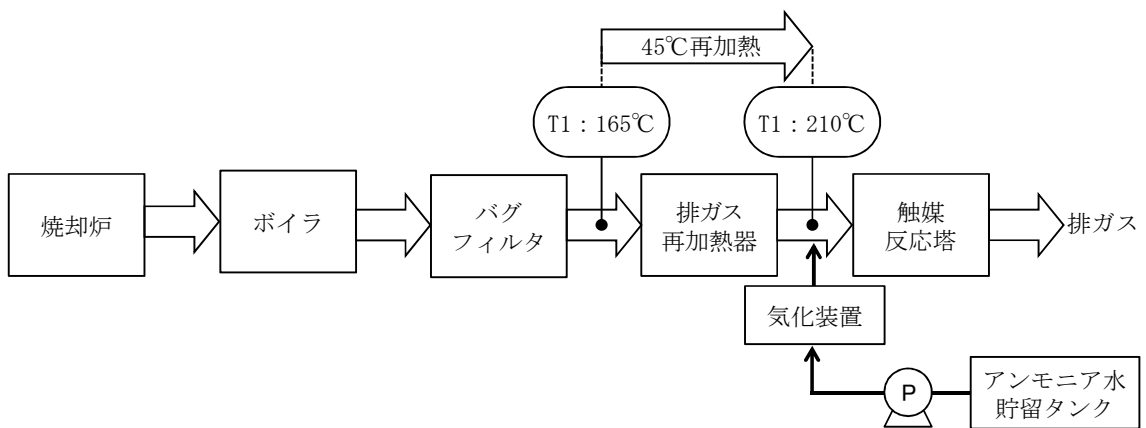 45℃再加熱
T1：165℃
T1：210℃
焼却炉
ボイラ
バグ
フィルタ
排ガス
再加熱器
触媒
反応塔
排ガス
気化装置
P
アンモニア水
貯留タンク